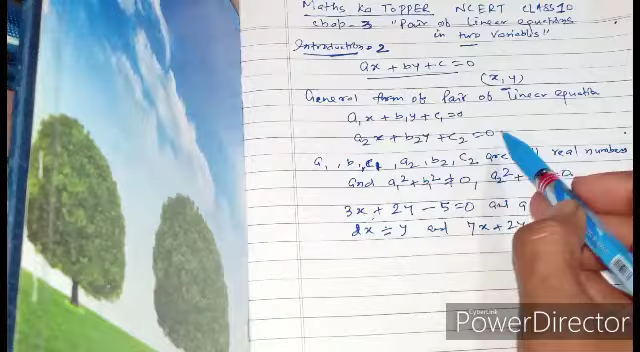 Maths ka TOPPER NCERT CLASS 10
chap-3 "Pair of linear equations
in two variables"
Introduction:- 2
ax + by + c = 0
(x, y)
General form of Pair of linear equation
a₁x + b₁y + c₁ = 0
a₂x + b₂y + c₂ = 0
a₁, b₁, c₁, a₂, b₂, c₂ are real numbers
and a₁² + b₁² ≠ 0, a₂² + 0
3x + 2y - 5 = 0 and
2x = y and 7x + 2y
CyberLink
PowerDirector